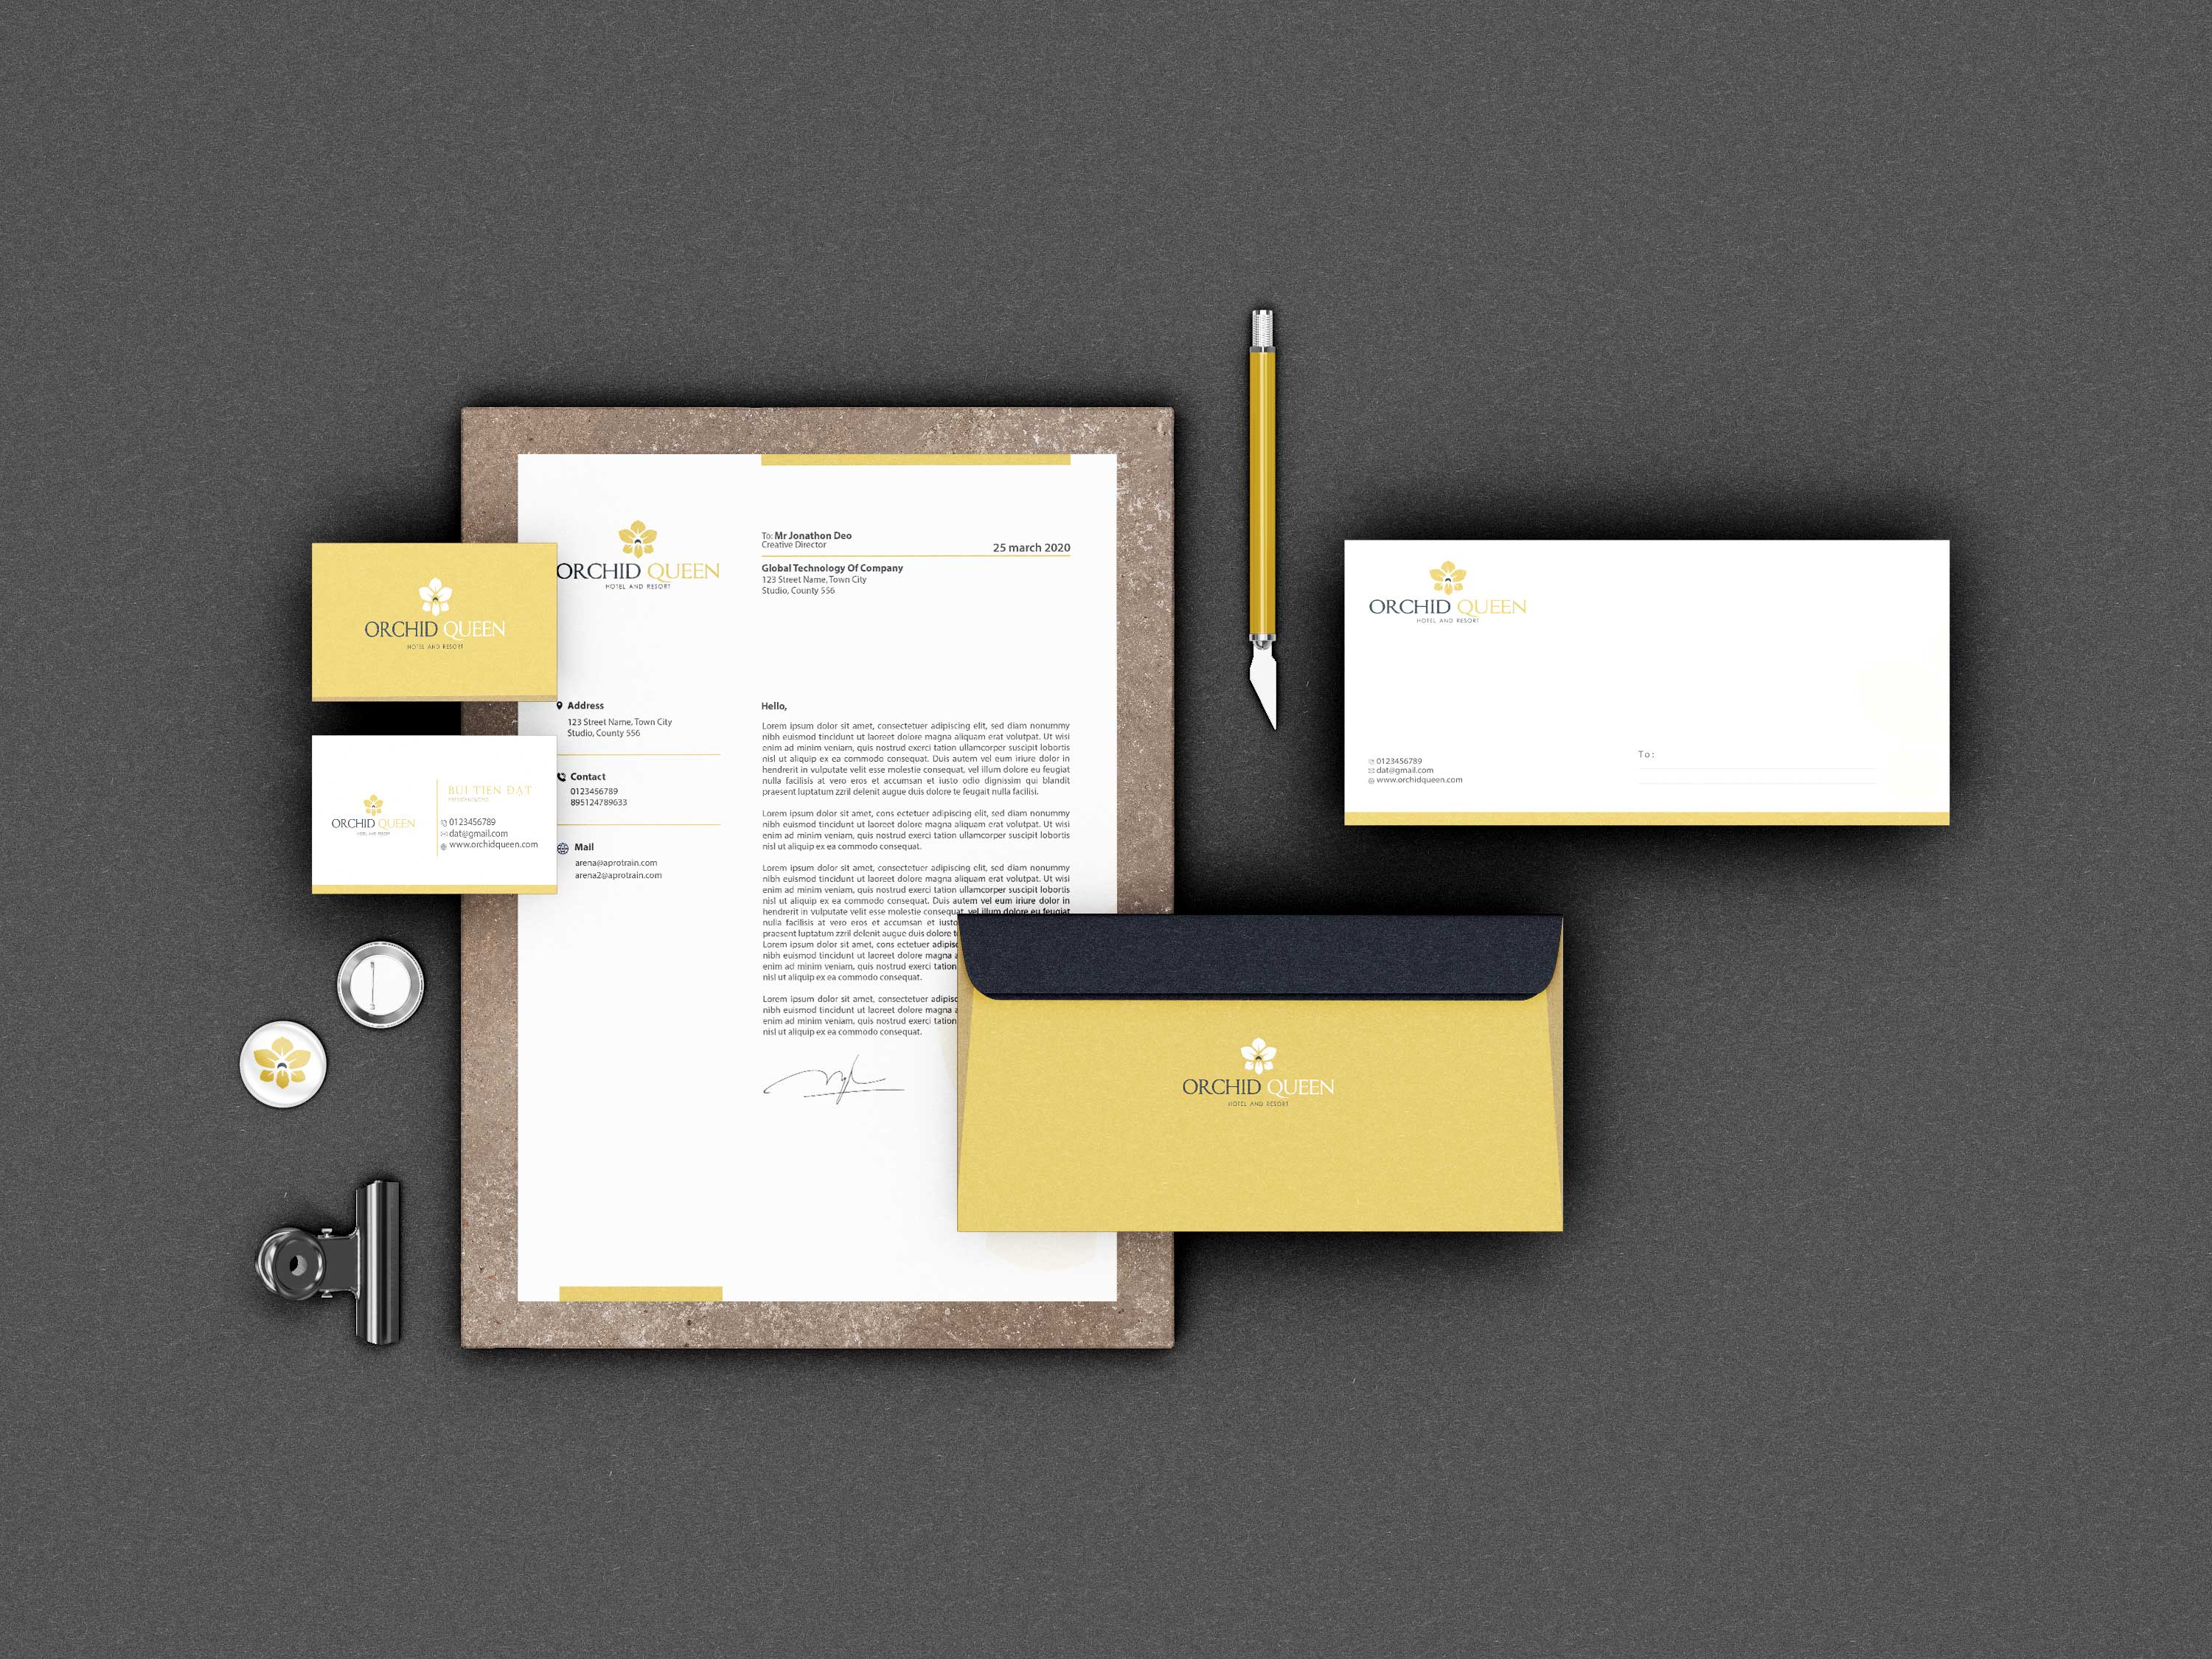 ORCHID QUEEN
HOTEL AND RESORT
To: Mr Jonathon Deo
Creative Director
25 march 2020
Global Technology Of Company
123 Street Name, Town City
Studio, County 556
Address
123 Street Name, Town City
Studio, County 556
Contact
0123456789
895124789633
Mail
arena@aprotrain.com
arena2@aprotrain.com
Hello,
Lorem ipsum dolor sit amet, consectetuer adipiscing elit, sed diam nonummy
nibh euismod tincidunt ut laoreet dolore magna aliquam erat volutpat. Ut wisi
enim ad minim veniam, quis nostrud exerci tation ullamcorper suscipit lobortis
nisl ut aliquip ex ea commodo consequat. Duis autem vel eum iriure dolor in
hendrerit in vulputate velit esse molestie consequat, vel illum dolore eu feugiat
nulla facilisis at vero eros et accumsan et iusto odio dignissim qui blandit
praesent luptatum zzril delenit augue duis dolore te feugait nulla facilisi.
Lorem ipsum dolor sit amet, consectetuer adipiscing elit, sed diam nonummy
nibh euismod tincidunt ut laoreet dolore magna aliquam erat volutpat. Ut wisi
enim ad minim veniam, quis nostrud exerci tation ullamcorper suscipit lobortis
nisl ut aliquip ex ea commodo consequat.
Lorem ipsum dolor sit amet, consectetuer adipiscing elit, sed diam nonummy
nibh euismod tincidunt ut laoreet dolore magna aliquam erat volutpat. Ut wisi
enim ad minim veniam, quis nostrud exerci tation ullamcorper suscipit lobortis
nisl ut aliquip ex ea commodo consequat. Duis autem vel eum iriure dolor in
hendrerit in vulputate velit esse molestie consequat, vel illum dolore eu feugiat
nulla facilisis at vero eros et accumsan et iusto
praesent luptatum zzril delenit augue duis dolore
Lorem ipsum dolor sit amet, cons ectetuer adipisc
nibh euismod tincidunt ut laoreet dolore magna a
enim ad minim veniam, quis nostrud exerci tation
nisl ut aliquip ex ea commodo consequat.
Lorem ipsum dolor sit amet, consectetuer adipisc
nibh euismod tincidunt ut laoreet dolore magna a
enim ad minim veniam, quis nostrud exerci tation
nisl ut aliquip ex ea commodo consequat.
ORCHID QUEEN
HOTEL AND RESORT
ORCHID QUEEN
BUI TIEN ĐẠT
0123456789
dat@gmail.com
www.orchidqueen.com
ORCHID QUEEN
HOTEL AND RESORT
0123456789
dat@gmail.com
www.orchidqueen.com
To:
ORCHID QUEEN
HOTEL AND RESORT